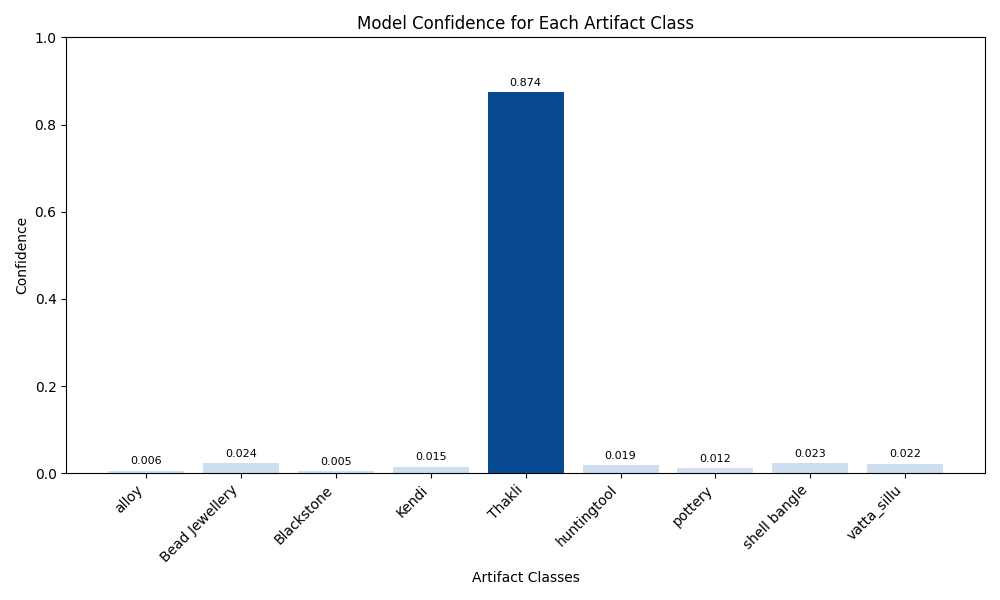 Model Confidence for Each Artifact Class
1.0
0.8
0.6
0.4
0.2
0.0
Confidence
0.006
0.024
0.005
0.015
0.874
0.019
0.012
0.023
0.022
alloy
Bead Jewellery
Blackstone
Kendi
Thakli
huntingtool
pottery
shell bangle
vatta_sillu
Artifact Classes